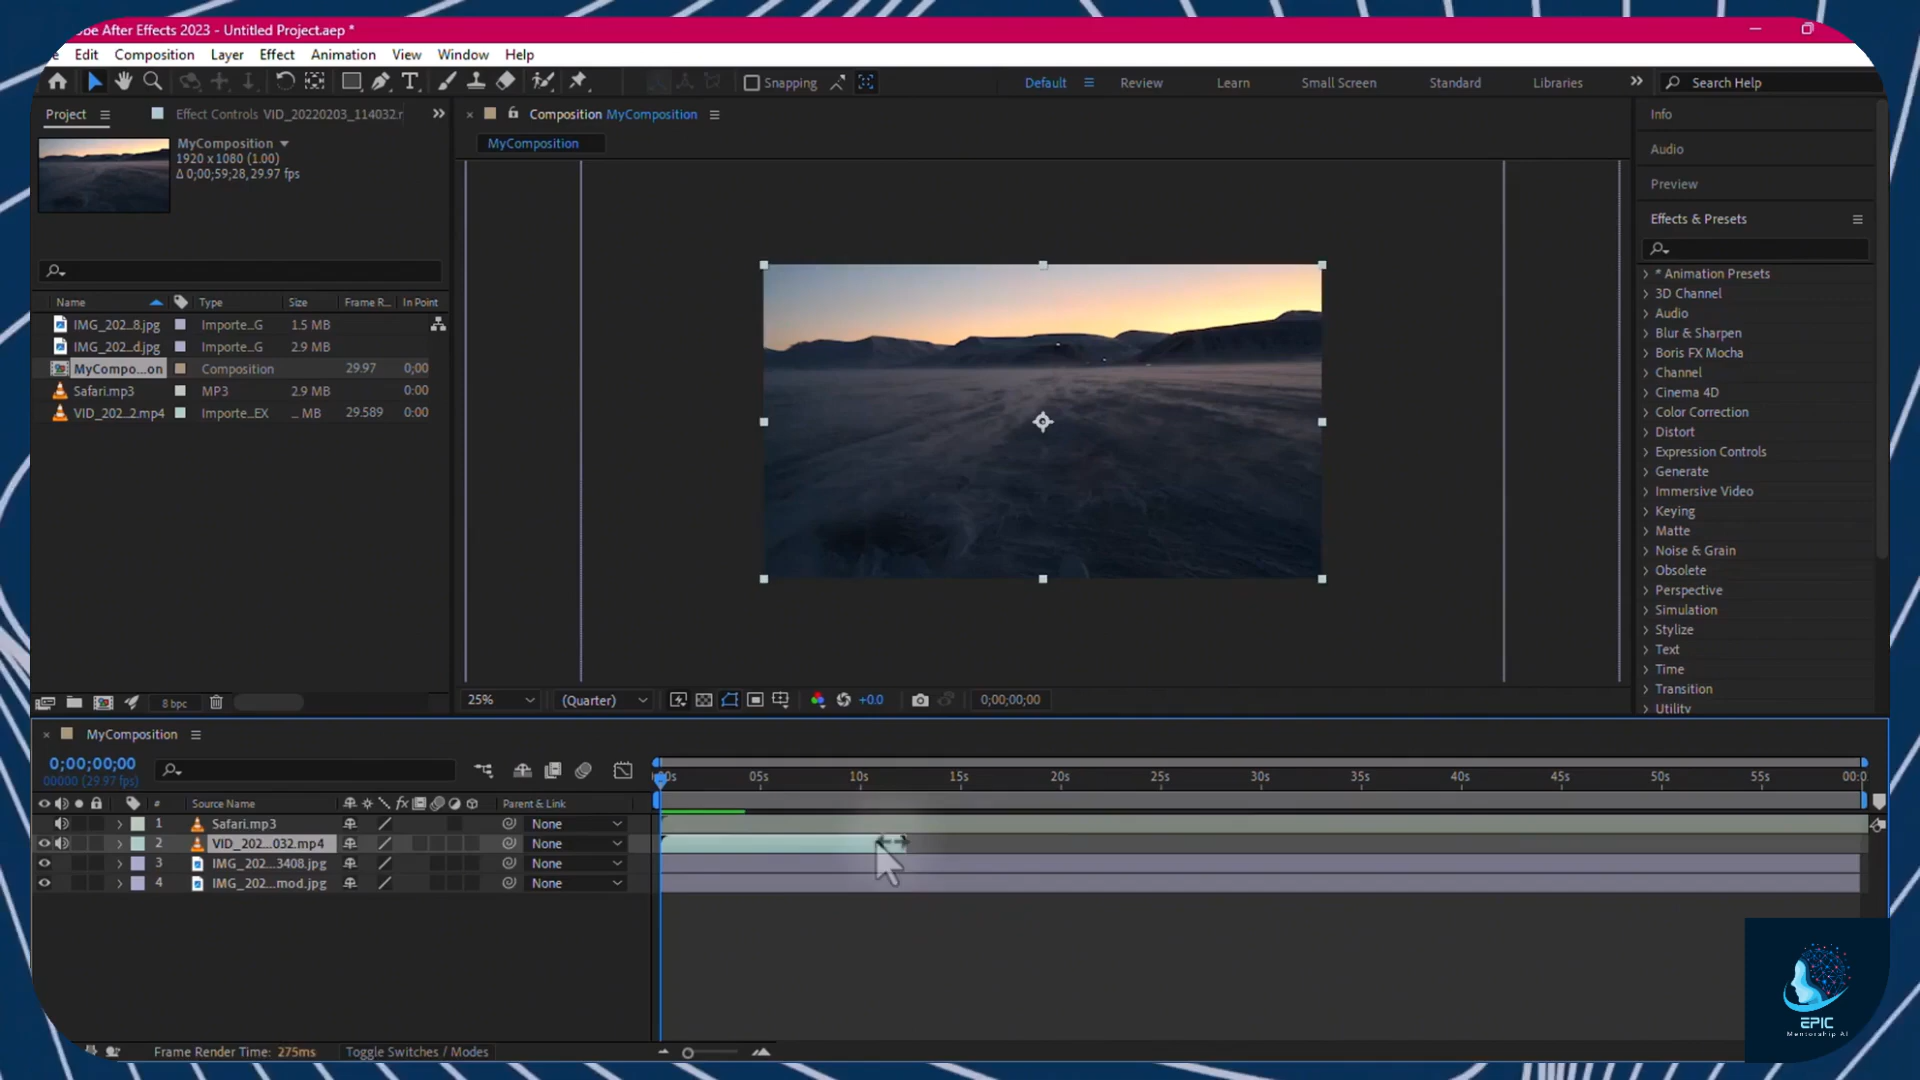 be After Effects 2023 - Untitled Project.aep *
Edit Composition Layer Effect Animation View Window Help
Snapping Default Review Learn Small Screen Standard Libraries Search Help
Project Effect Controls VID_20220203_114032.r
Composition MyComposition
MyComposition
MyComposition
1920 x 1080 (1.00)
Δ 0;00;59;28, 29.97 fps
Name Type Size Frame R... In Point
IMG_202...8.jpg Importe...G 1.5 MB
IMG_202...d.jpg Importe...G 2.9 MB
MyCompo...on Composition 29.97 0;00
Safari.mp3 MP3 2.9 MB 0:00
VID_202...2.mp4 Importe...EX ... MB 29.589 0:00
8 bpc
25% (Quarter) +0.0 0;00;00;00
Info
Audio
Preview
Effects & Presets
* Animation Presets
3D Channel
Audio
Blur & Sharpen
Boris FX Mocha
Channel
Cinema 4D
Color Correction
Distort
Expression Controls
Generate
Immersive Video
Keying
Matte
Noise & Grain
Obsolete
Perspective
Simulation
Stylize
Text
Time
Transition
Utility
MyComposition
0;00;00;00
00000 (29.97 fps)
:00s 05s 10s 15s 20s 25s 30s 35s 40s 45s 50s 55s 00:0
# Source Name Parent & Link
1 Safari.mp3 None
2 VID_202...032.mp4 None
3 IMG_202...3408.jpg None
4 IMG_202...mod.jpg None
Frame Render Time: 275ms Toggle Switches / Modes
EPIC
Mentorship AI